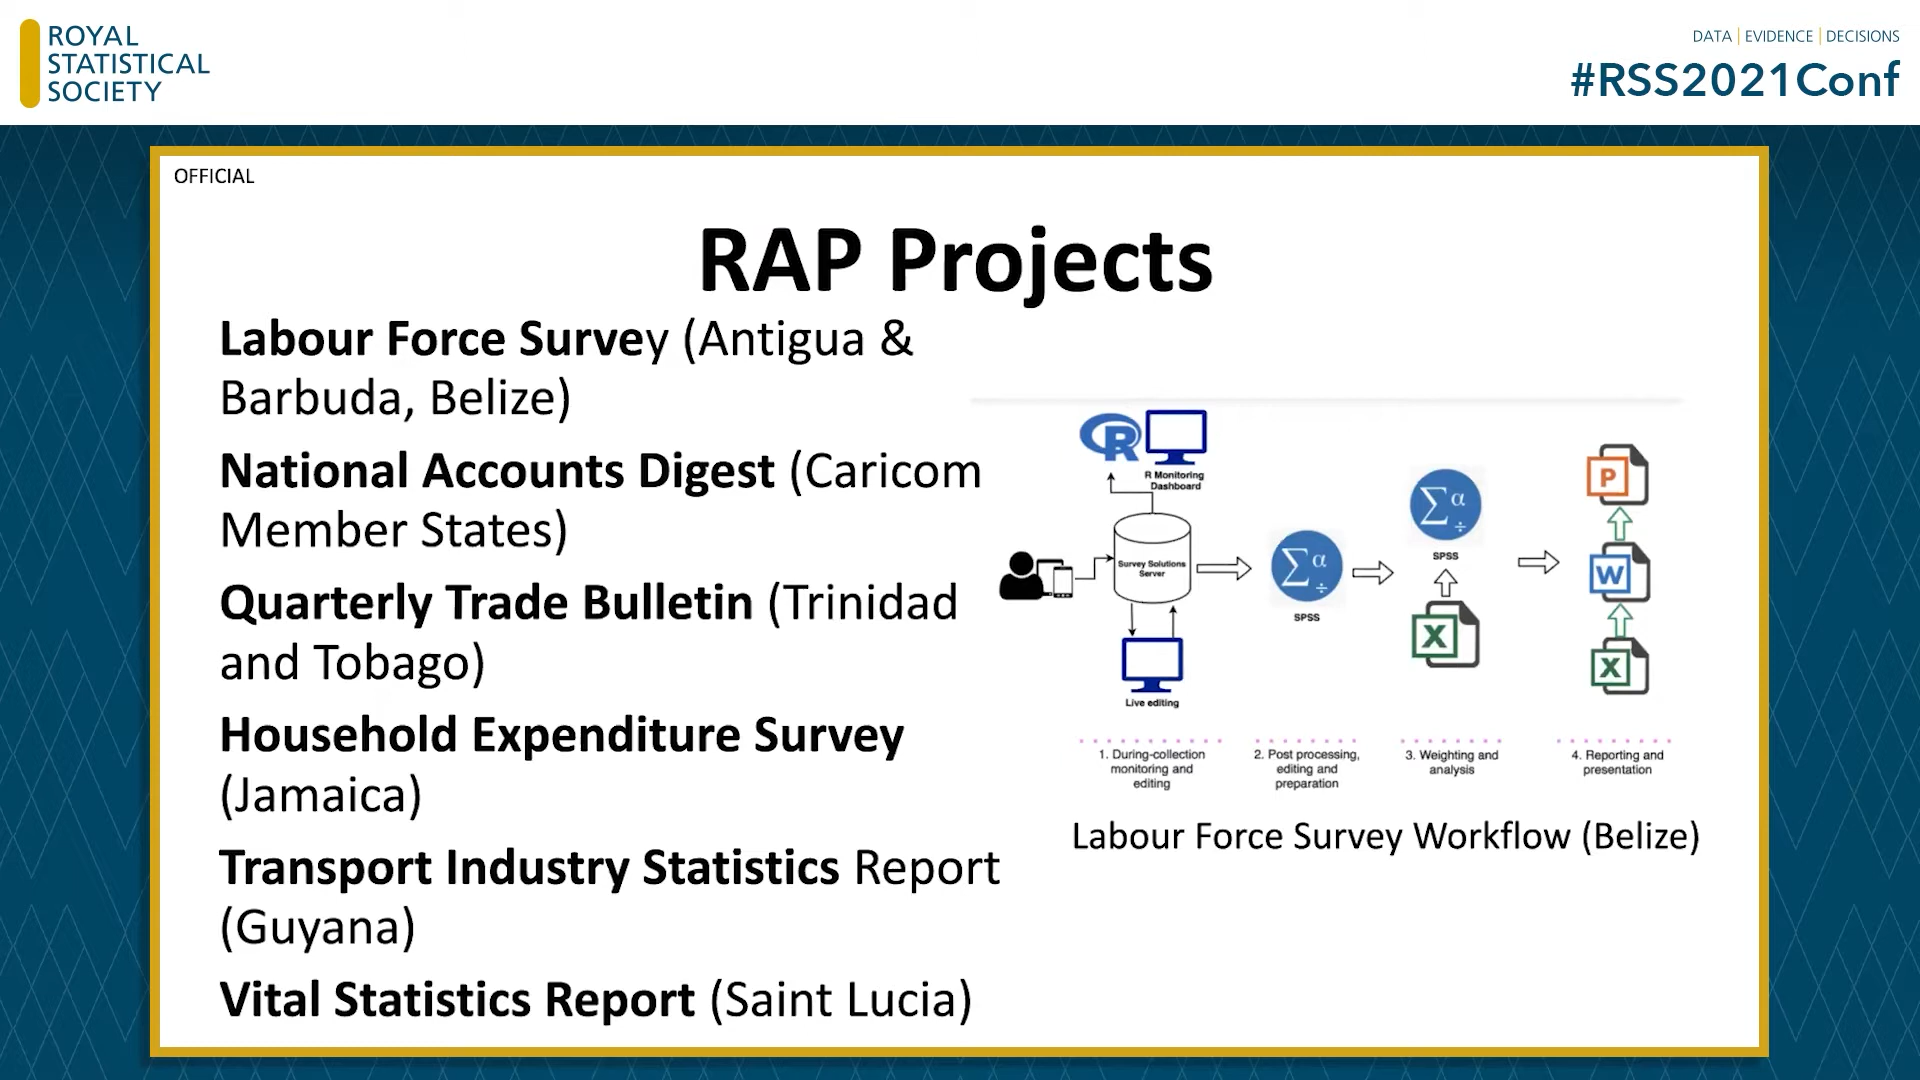 ROYAL
STATISTICAL
SOCIETY
DATA | EVIDENCE | DECISIONS
#RSS2021Conf
OFFICIAL
RAP Projects
Labour Force Survey (Antigua &
Barbuda, Belize)
National Accounts Digest (Caricom
Member States)
Quarterly Trade Bulletin (Trinidad
and Tobago)
Household Expenditure Survey
(Jamaica)
Transport Industry Statistics Report
(Guyana)
Vital Statistics Report (Saint Lucia)
R
R Monitoring
Dashboard
Survey Solutions
Server
Live editing
Σ α ÷
SPSS
Σ α ÷
SPSS
X
P
W
X
1. During-collection
monitoring and
editing
2. Post processing,
editing and
preparation
3. Weighting and
analysis
4. Reporting and
presentation
Labour Force Survey Workflow (Belize)